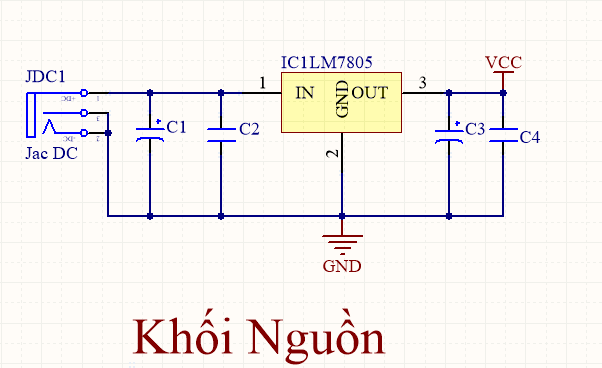 JDC1
IC1LM7805
VCC
1
IN
GND
OUT
3
C1
C2
C3
C4
Jac DC
2
GND
Khối Nguồn